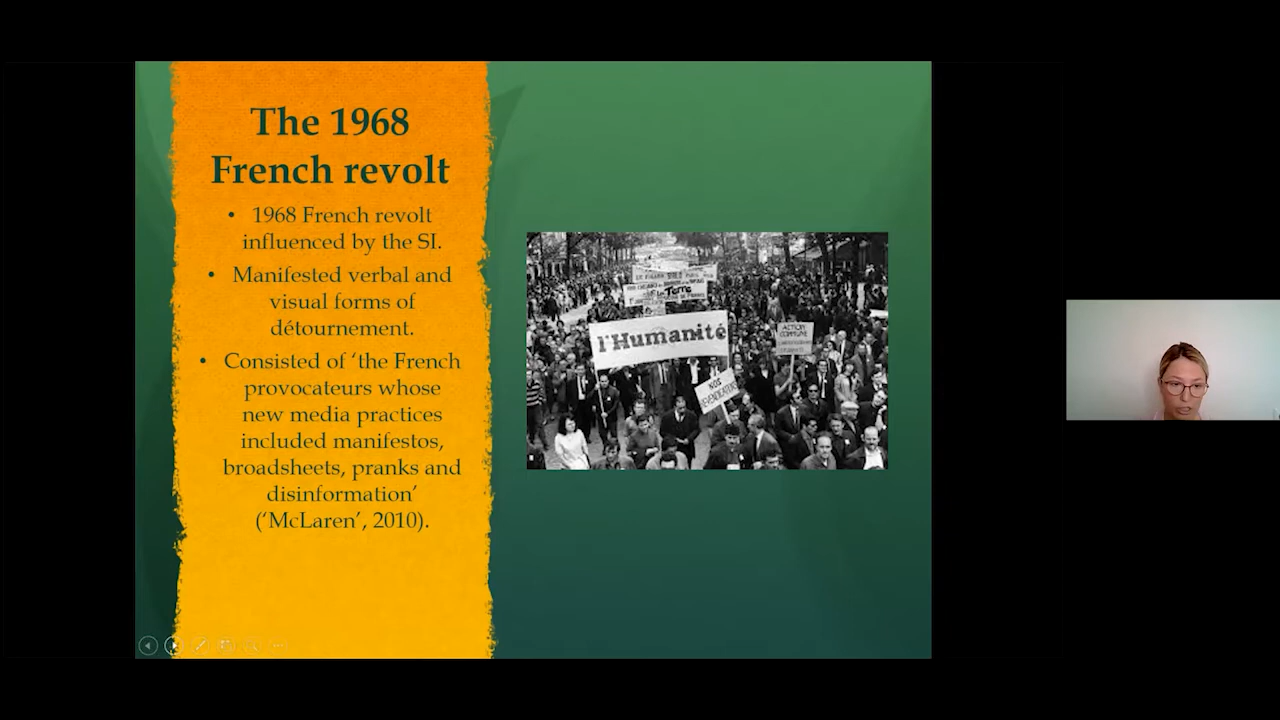 The 1968
French revolt
• 1968 French revolt
influenced by the SI.
• Manifested verbal and
visual forms of
détournement.
• Consisted of ‘the French
provocateurs whose
new media practices
included manifestos,
broadsheets, pranks and
disinformation’
(‘McLaren’, 2010).
l'Humanité
ACTION
COMMUNE
NOS